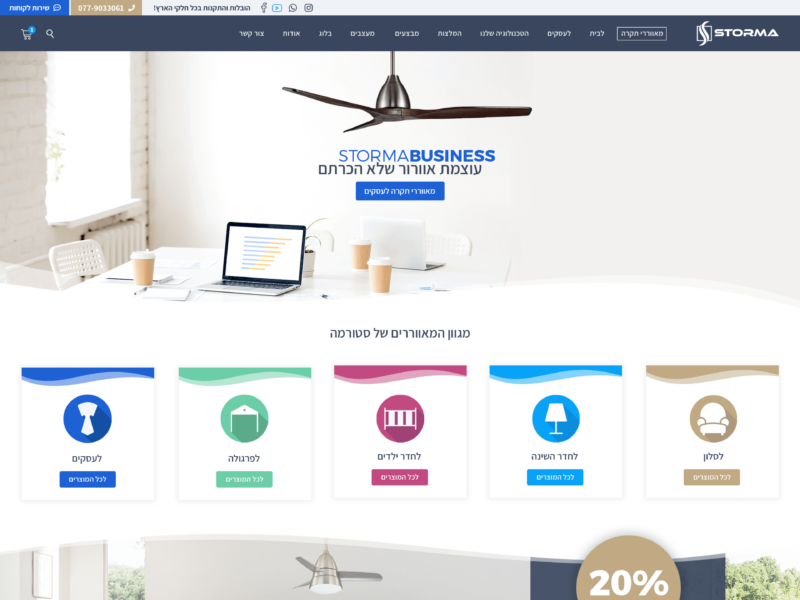 הובלות והתקנות בכל חלקי הארץ!
077-9033061
שירות לקוחות
STORMA
מאווררי תקרה
לבית
לעסקים
הטכנולוגיה שלנו
המלצות
מבצעים
מעצבים
בלוג
אודות
צור קשר
STORMABUSINESS
עוצמת אוורור שלא הכרתם
מאווררי תקרה לעסקים
מגוון המאווררים של סטורמה
לסלון
לכל המוצרים
לחדר השינה
לכל המוצרים
לחדר ילדים
לכל המוצרים
לפרגולה
לכל המוצרים
לעסקים
לכל המוצרים
20%